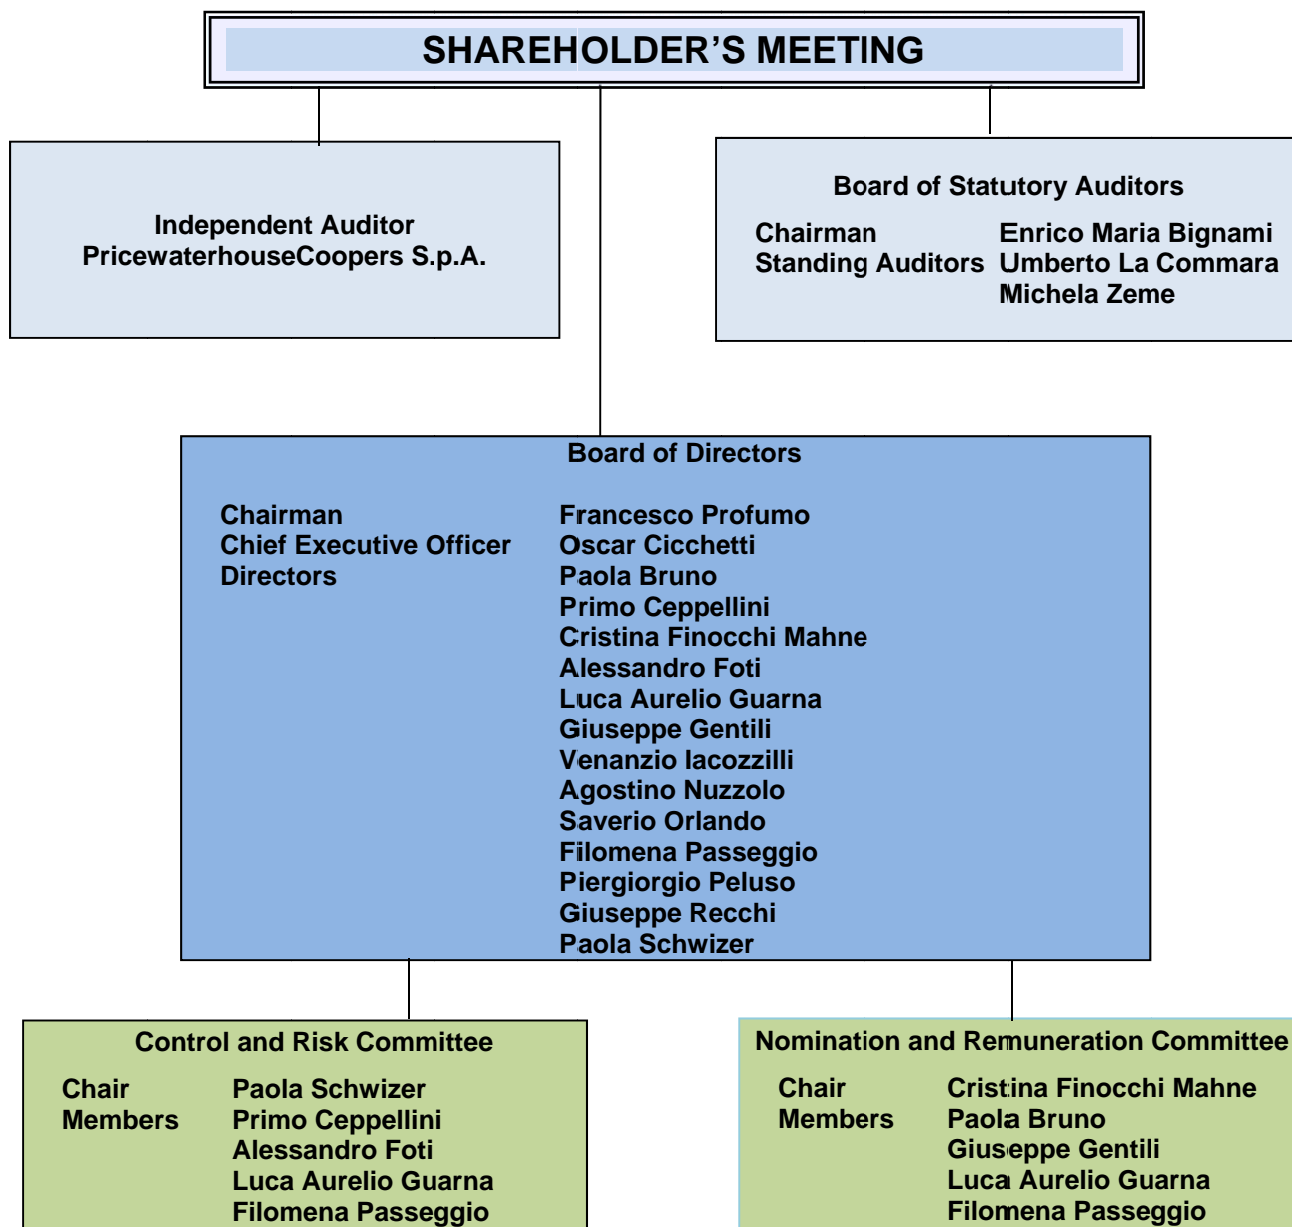 SHAREHOLDER’S MEETING
Independent Auditor
PricewaterhouseCoopers S.p.A.
Board of Statutory Auditors
Chairman Enrico Maria Bignami
Standing Auditors Umberto La Commara
Michela Zeme
Board of Directors
Chairman Francesco Profumo
Chief Executive Officer Oscar Cicchetti
Directors Paola Bruno
Primo Ceppellini
Cristina Finocchi Mahne
Alessandro Foti
Luca Aurelio Guarna
Giuseppe Gentili
Venanzio Iacozzilli
Agostino Nuzzolo
Saverio Orlando
Filomena Passeggio
Piergiorgio Peluso
Giuseppe Recchi
Paola Schwizer
Control and Risk Committee
Chair Paola Schwizer
Members Primo Ceppellini
Alessandro Foti
Luca Aurelio Guarna
Filomena Passeggio
Nomination and Remuneration Committee
Chair Cristina Finocchi Mahne
Members Paola Bruno
Giuseppe Gentili
Luca Aurelio Guarna
Filomena Passeggio